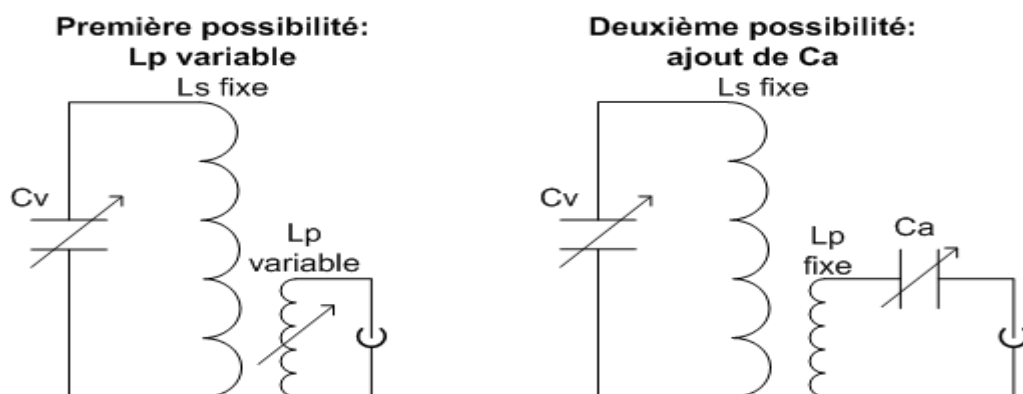 Première possibilité:
Lp variable
Ls fixe
Cv
Lp
variable
Deuxième possibilité:
ajout de Ca
Ls fixe
Cv
Lp
fixe
Ca